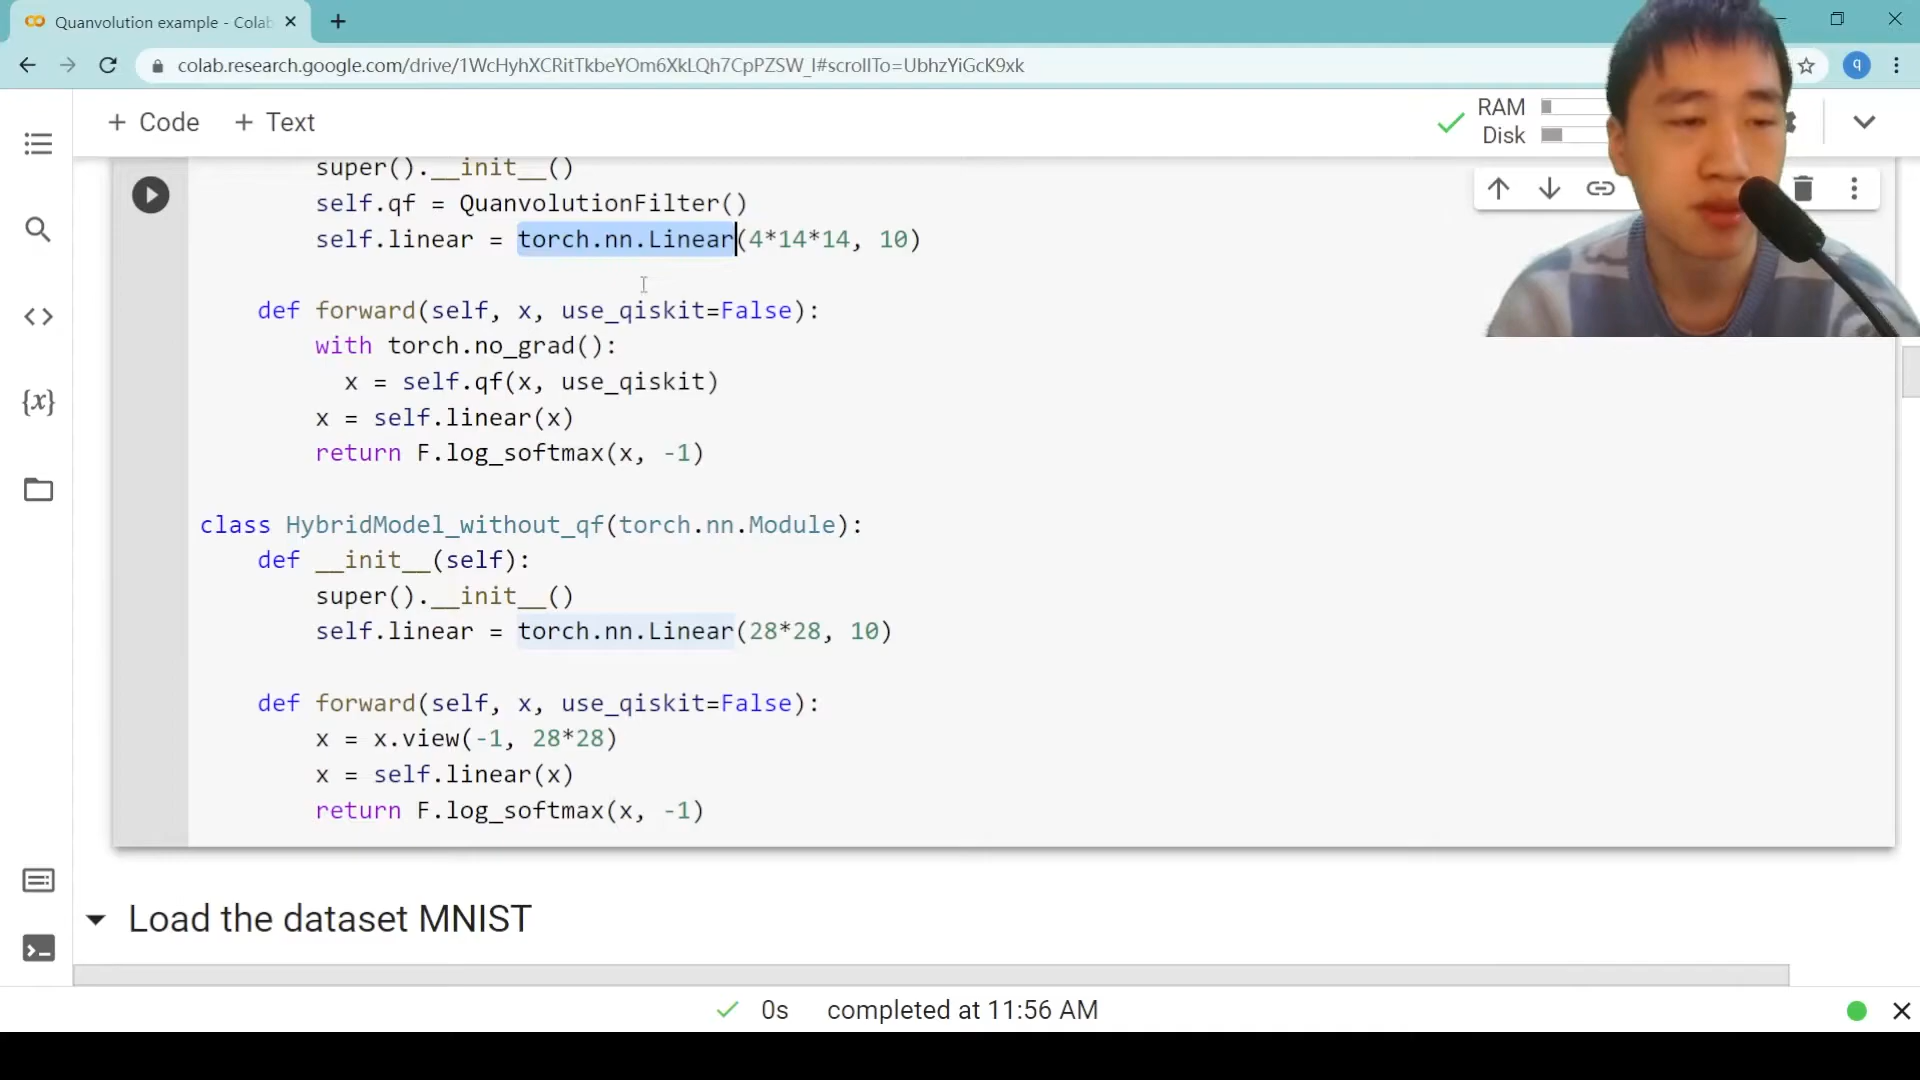 Quanvolution example - Colab
colab.research.google.com/drive/1WcHyhXCRitTkbeYOm6XkLQh7CpPZSW_l#scrollTo=UbhzYiGcK9xk
q
+ Code + Text
RAM
Disk
super().__init__()
self.qf = QuanvolutionFilter()
self.linear = torch.nn.Linear(4*14*14, 10)
def forward(self, x, use_qiskit=False):
with torch.no_grad():
x = self.qf(x, use_qiskit)
x = self.linear(x)
return F.log_softmax(x, -1)
class HybridModel_without_qf(torch.nn.Module):
def __init__(self):
super().__init__()
self.linear = torch.nn.Linear(28*28, 10)
def forward(self, x, use_qiskit=False):
x = x.view(-1, 28*28)
x = self.linear(x)
return F.log_softmax(x, -1)
Load the dataset MNIST
0s completed at 11:56 AM